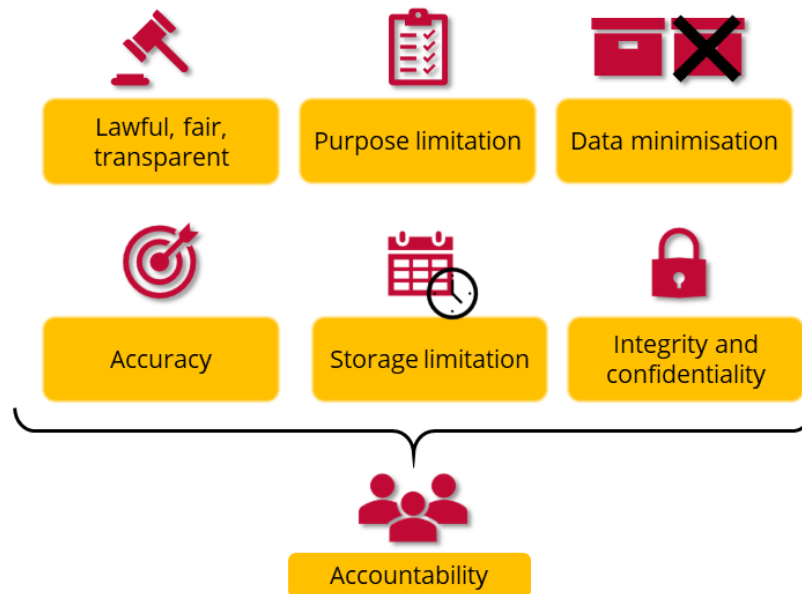 Lawful, fair,
transparent
Purpose limitation
Data minimisation
Accuracy
Storage limitation
Integrity and
confidentiality
Accountability